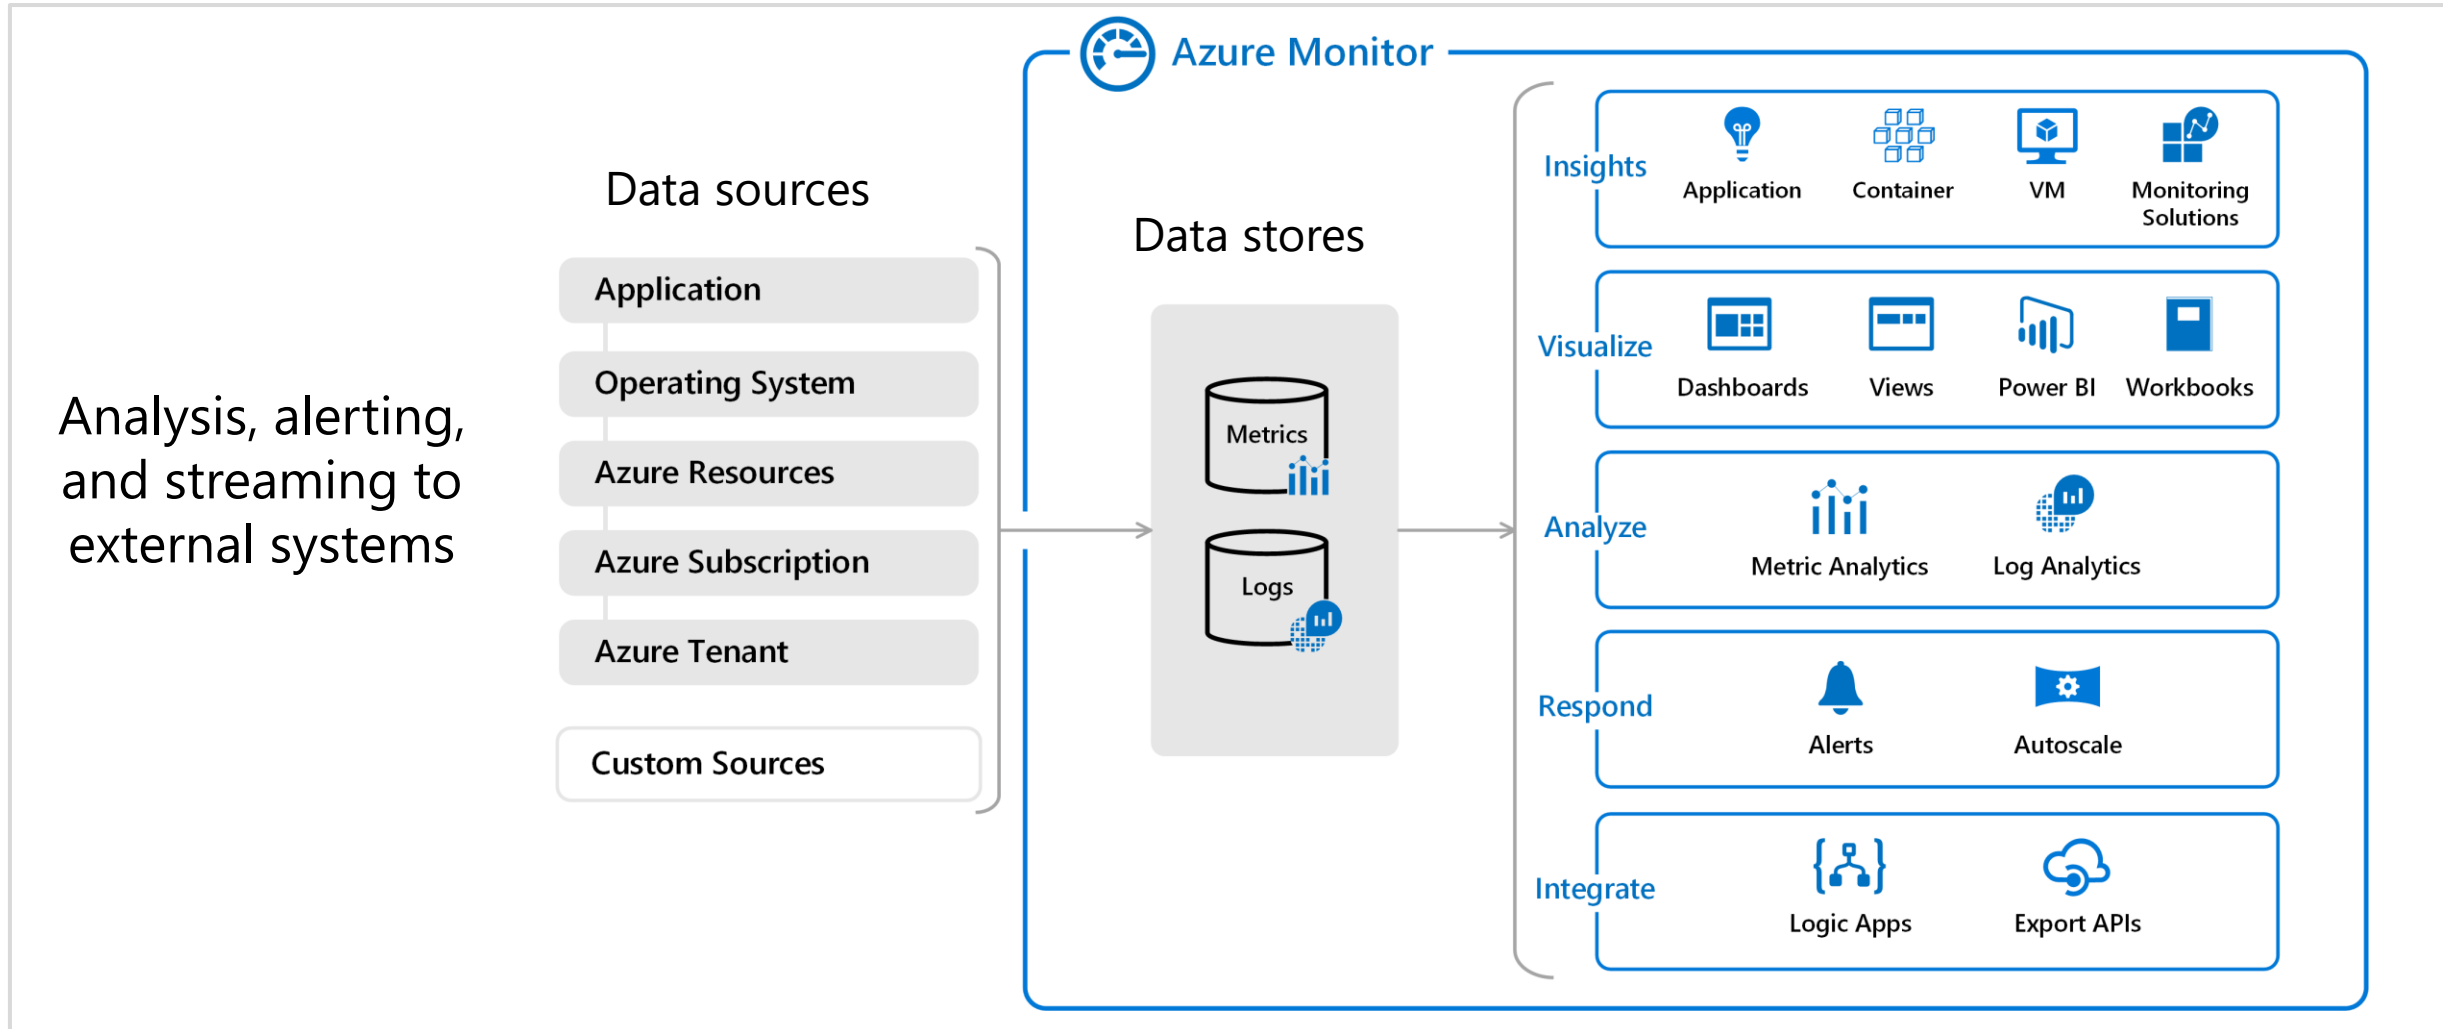 Azure Monitor
Analysis, alerting,
and streaming to
external systems
Data sources
Application
Operating System
Azure Resources
Azure Subscription
Azure Tenant
Custom Sources
Data stores
Metrics
Logs
Insights
Application
Container
VM
Monitoring
Solutions
Visualize
Dashboards
Views
Power BI
Workbooks
Analyze
Metric Analytics
Log Analytics
Respond
Alerts
Autoscale
Integrate
Logic Apps
Export APIs